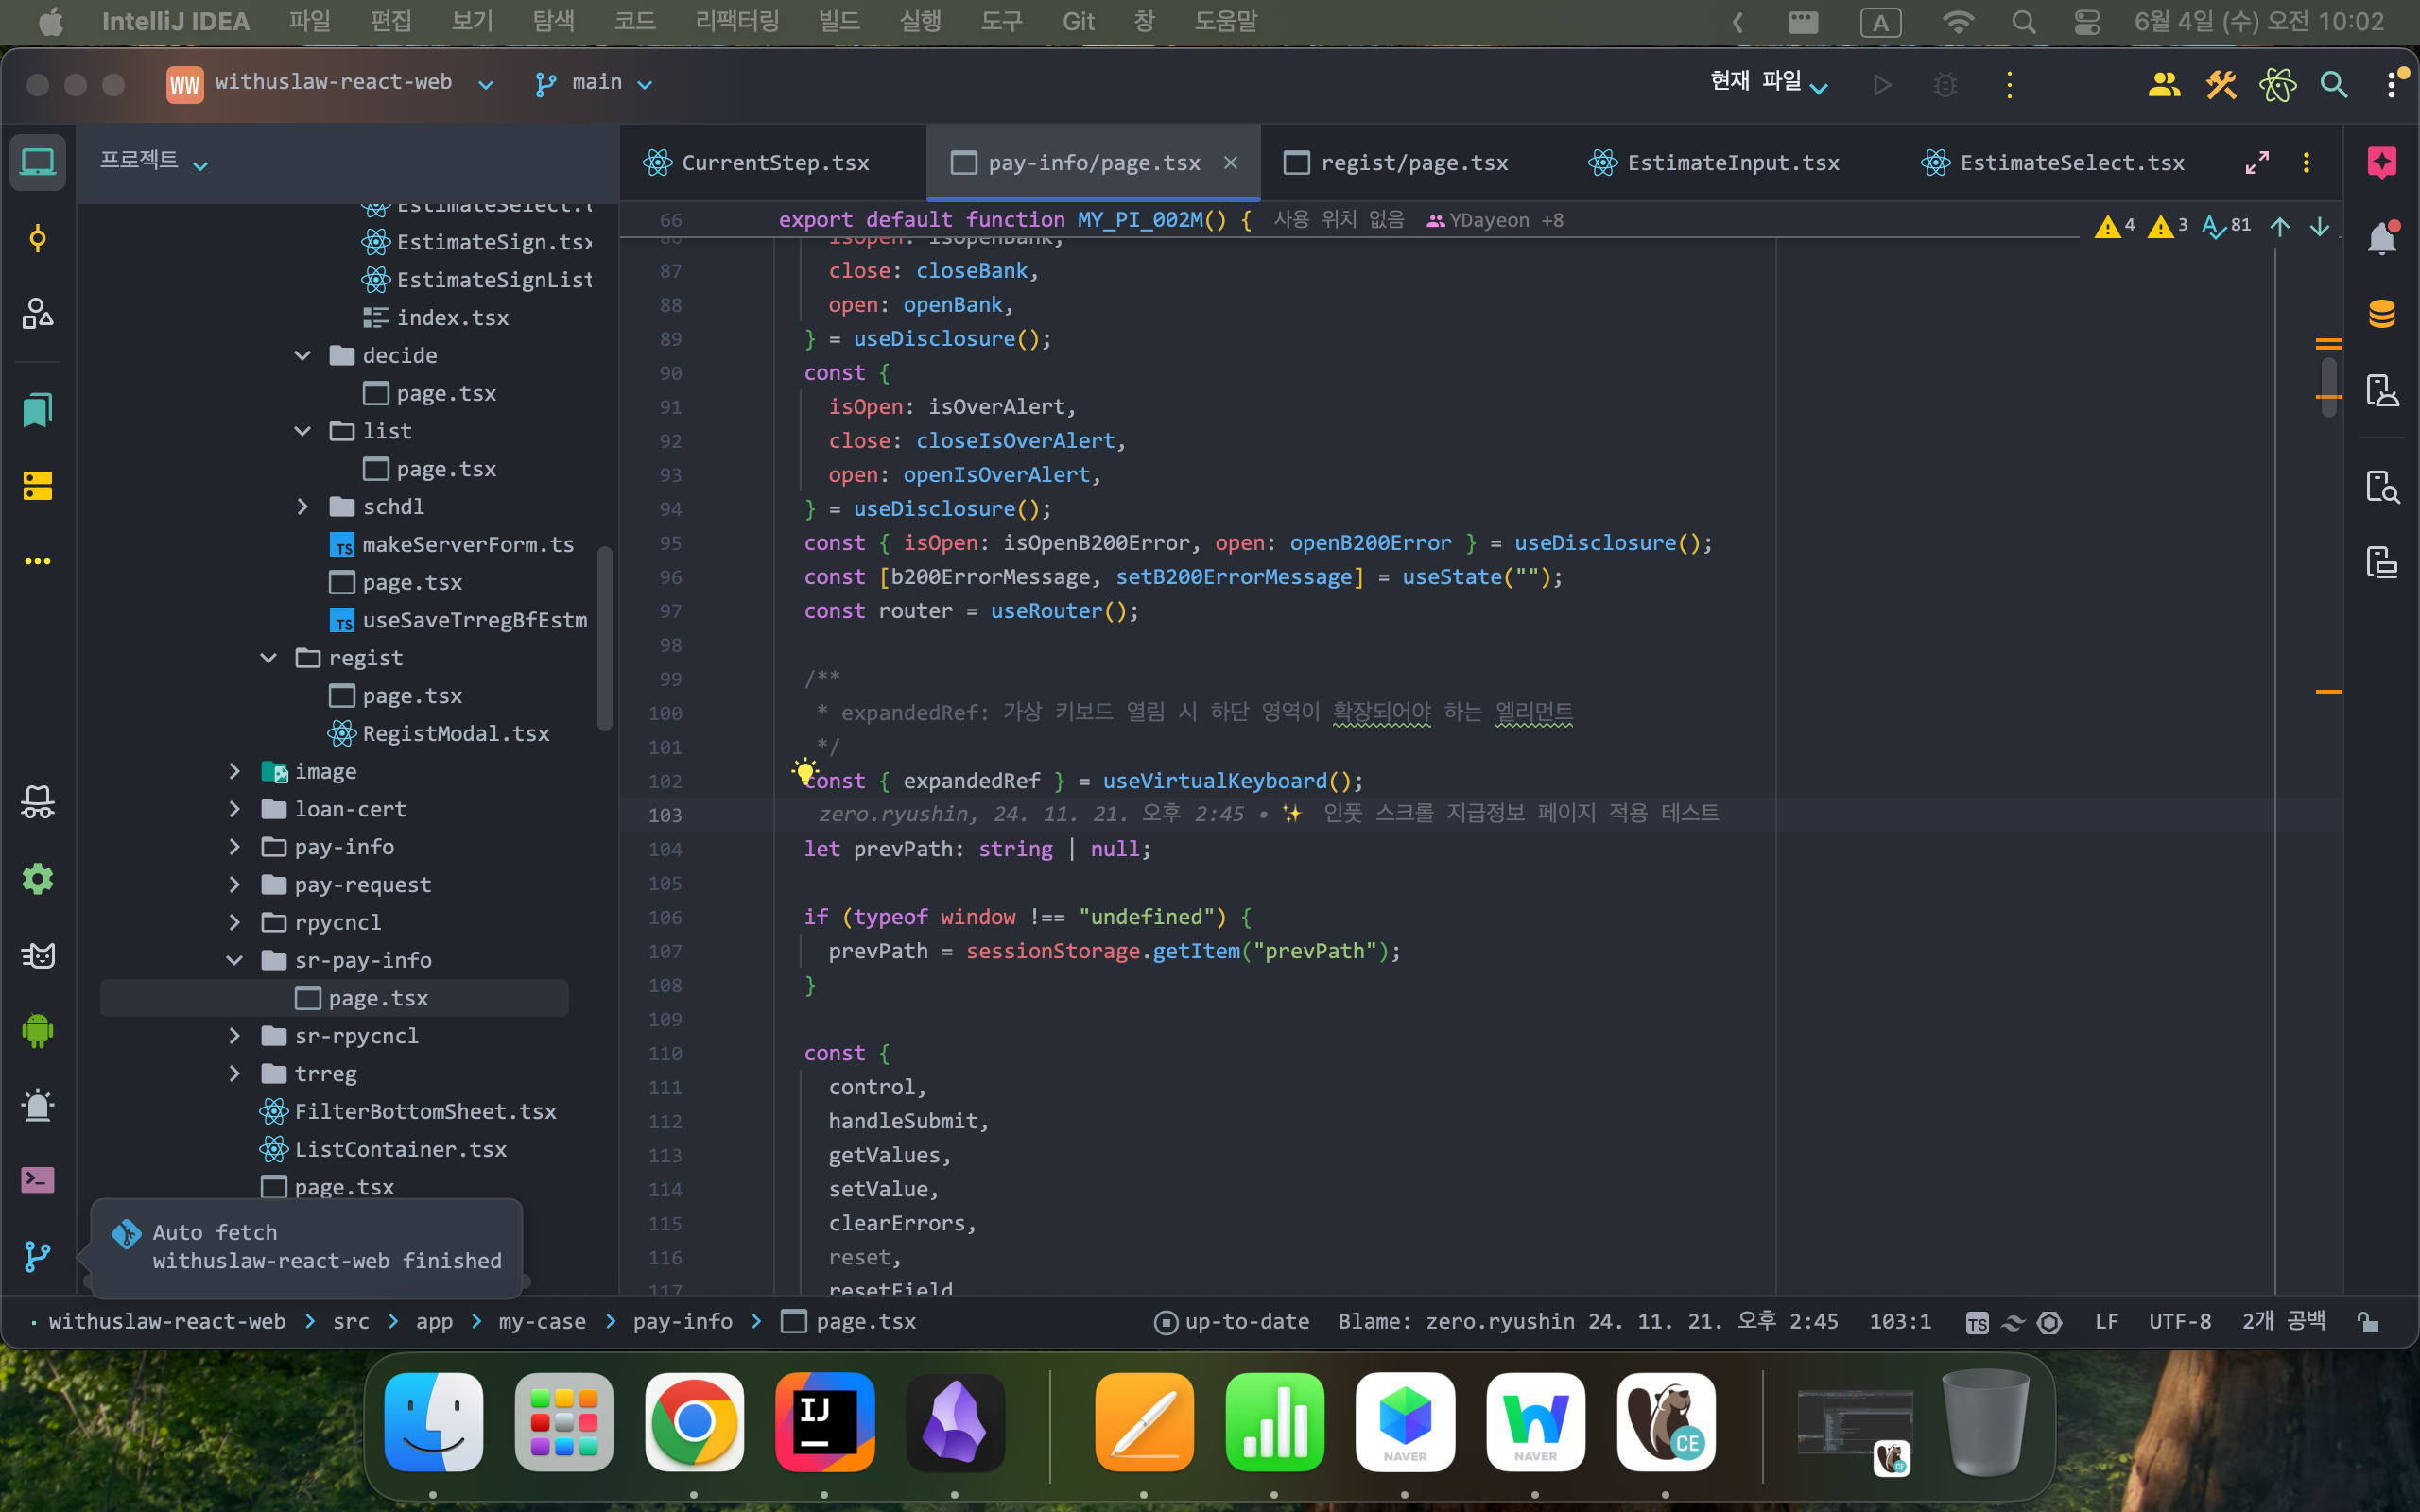 IntelliJ IDEA 파일 편집 보기 탐색 코드 리팩터링 빌드 실행 도구 Git 창 도움말 A 6월 4일 (수) 오전 10:02
WW withuslaw-react-web main 현재 파일
프로젝트
CurrentStep.tsx pay-info/page.tsx regist/page.tsx EstimateInput.tsx EstimateSelect.tsx
EstimateSelect.t
EstimateSign.tsx
EstimateSignList
index.tsx
decide
page.tsx
list
page.tsx
schdl
TS makeServerForm.ts
page.tsx
TS useSaveTrregBfEstm
regist
page.tsx
RegistModal.tsx
image
loan-cert
pay-info
pay-request
rpycncl
sr-pay-info
page.tsx
sr-rpycncl
trreg
FilterBottomSheet.tsx
ListContainer.tsx
page.tsx
Auto fetch
withuslaw-react-web finished
66 export default function MY_PI_002M() { 사용 위치 없음 YDayeon +8
4 3 81
86 isOpen: isOpenBank,
87 close: closeBank,
88 open: openBank,
89 } = useDisclosure();
90 const {
91 isOpen: isOverAlert,
92 close: closeIsOverAlert,
93 open: openIsOverAlert,
94 } = useDisclosure();
95 const { isOpen: isOpenB200Error, open: openB200Error } = useDisclosure();
96 const [b200ErrorMessage, setB200ErrorMessage] = useState("");
97 const router = useRouter();
98
99 /**
100 * expandedRef: 가상 키보드 열림 시 하단 영역이 확장되어야 하는 엘리먼트
101 */
102 const { expandedRef } = useVirtualKeyboard();
103 zero.ryushin, 24. 11. 21. 오후 2:45 • ✨ 인풋 스크롤 지급정보 페이지 적용 테스트
104 let prevPath: string | null;
105
106 if (typeof window !== "undefined") {
107 prevPath = sessionStorage.getItem("prevPath");
108 }
109
110 const {
111 control,
112 handleSubmit,
113 getValues,
114 setValue,
115 clearErrors,
116 reset,
117 resetField
withuslaw-react-web src app my-case pay-info page.tsx up-to-date Blame: zero.ryushin 24. 11. 21. 오후 2:45 103:1 TS LF UTF-8 2개 공백
IJ
NAVER
NAVER
CE
CE